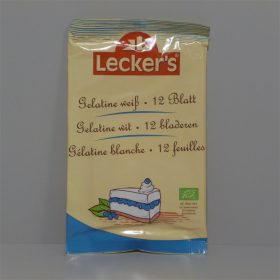 Lecker's
Gelatine weiß • 12 Blatt
Gelatine wit • 12 bladeren
Gélatine blanche • 12 feuilles